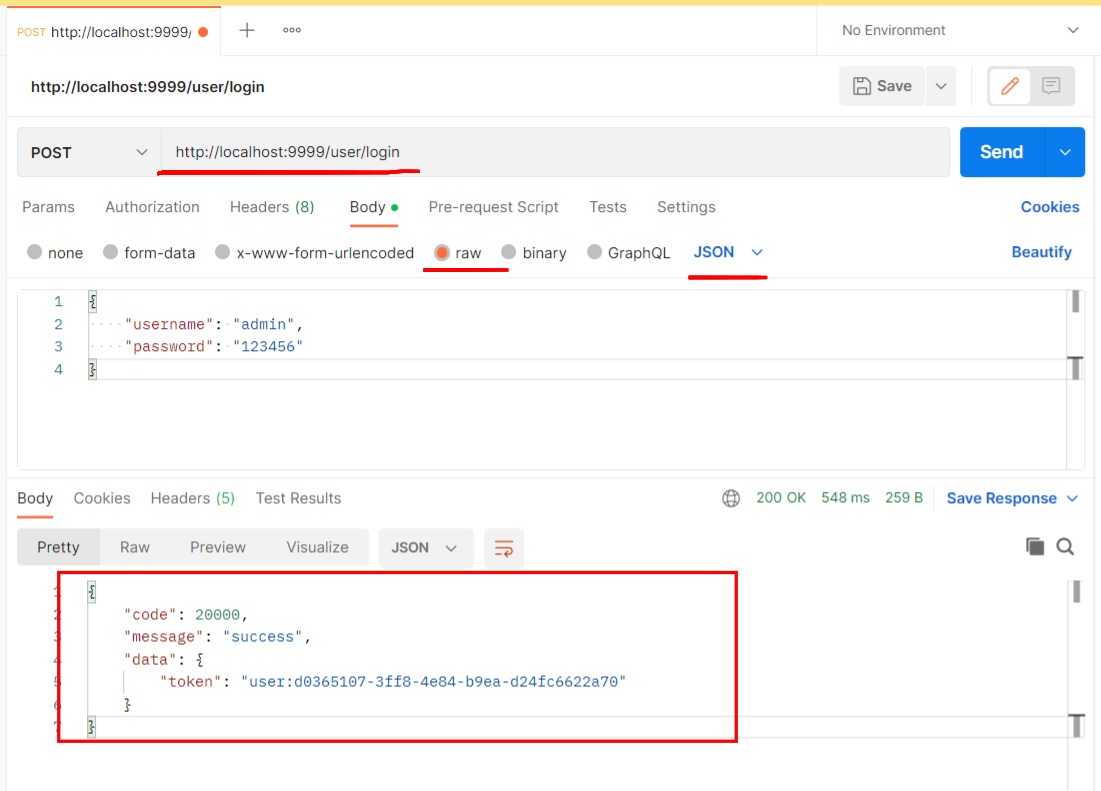 POST http://localhost:9999/
No Environment
http://localhost:9999/user/login
Save
POST http://localhost:9999/user/login Send
Params Authorization Headers (8) Body Pre-request Script Tests Settings Cookies
none form-data x-www-form-urlencoded raw binary GraphQL JSON Beautify
1 {
2 "username": "admin",
3 "password": "123456"
4 }
Body Cookies Headers (5) Test Results 200 OK 548 ms 259 B Save Response
Pretty Raw Preview Visualize JSON
1 {
2 "code": 20000,
3 "message": "success",
4 "data": {
5 "token": "user:d0365107-3ff8-4e84-b9ea-d24fc6622a70"
6 }
7 }